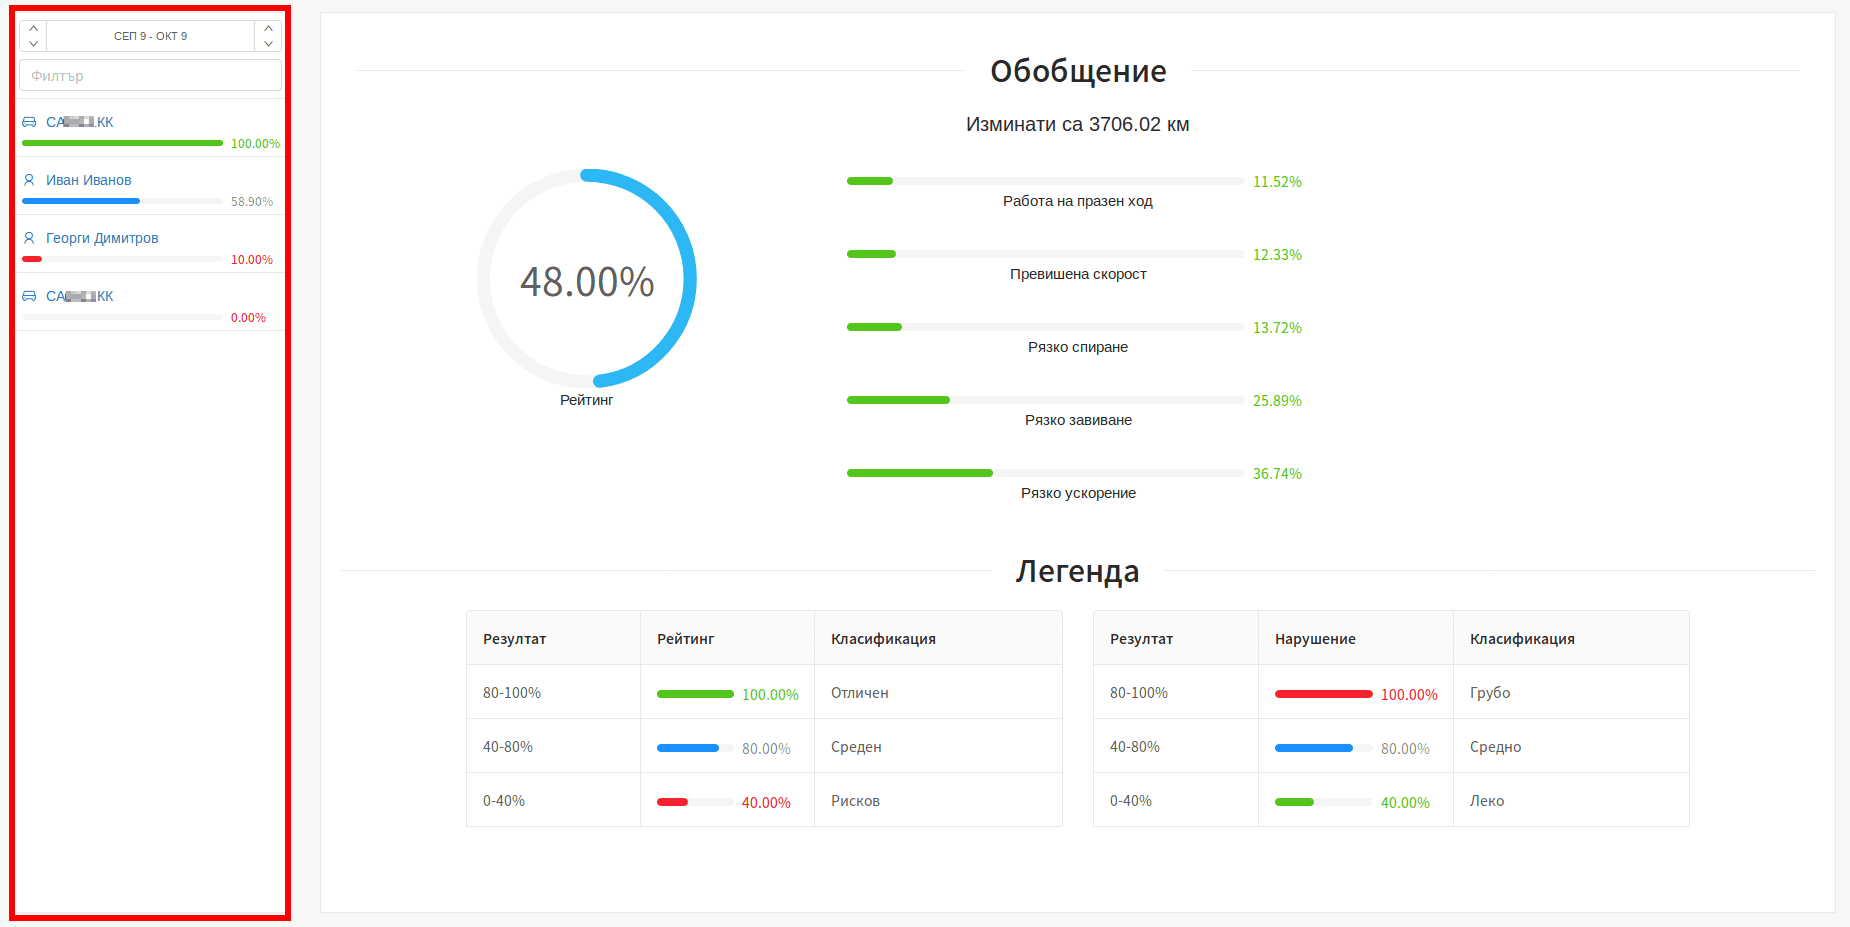 СЕП 9 - ОКТ 9
Филтър
СА .КК
100.00%
Иван Иванов
58.90%
Георги Димитров
10.00%
СА КК
0.00%
Обобщение
Изминати са 3706.02 км
48.00%
Рейтинг
11.52%
Работа на празен ход
12.33%
Превишена скорост
13.72%
Рязко спиране
25.89%
Рязко завиване
36.74%
Рязко ускорение
Легенда
Резултат Рейтинг Класификация
80-100% 100.00% Отличен
40-80% 80.00% Среден
0-40% 40.00% Рисков
Резултат Нарушение Класификация
80-100% 100.00% Грубо
40-80% 80.00% Средно
0-40% 40.00% Леко